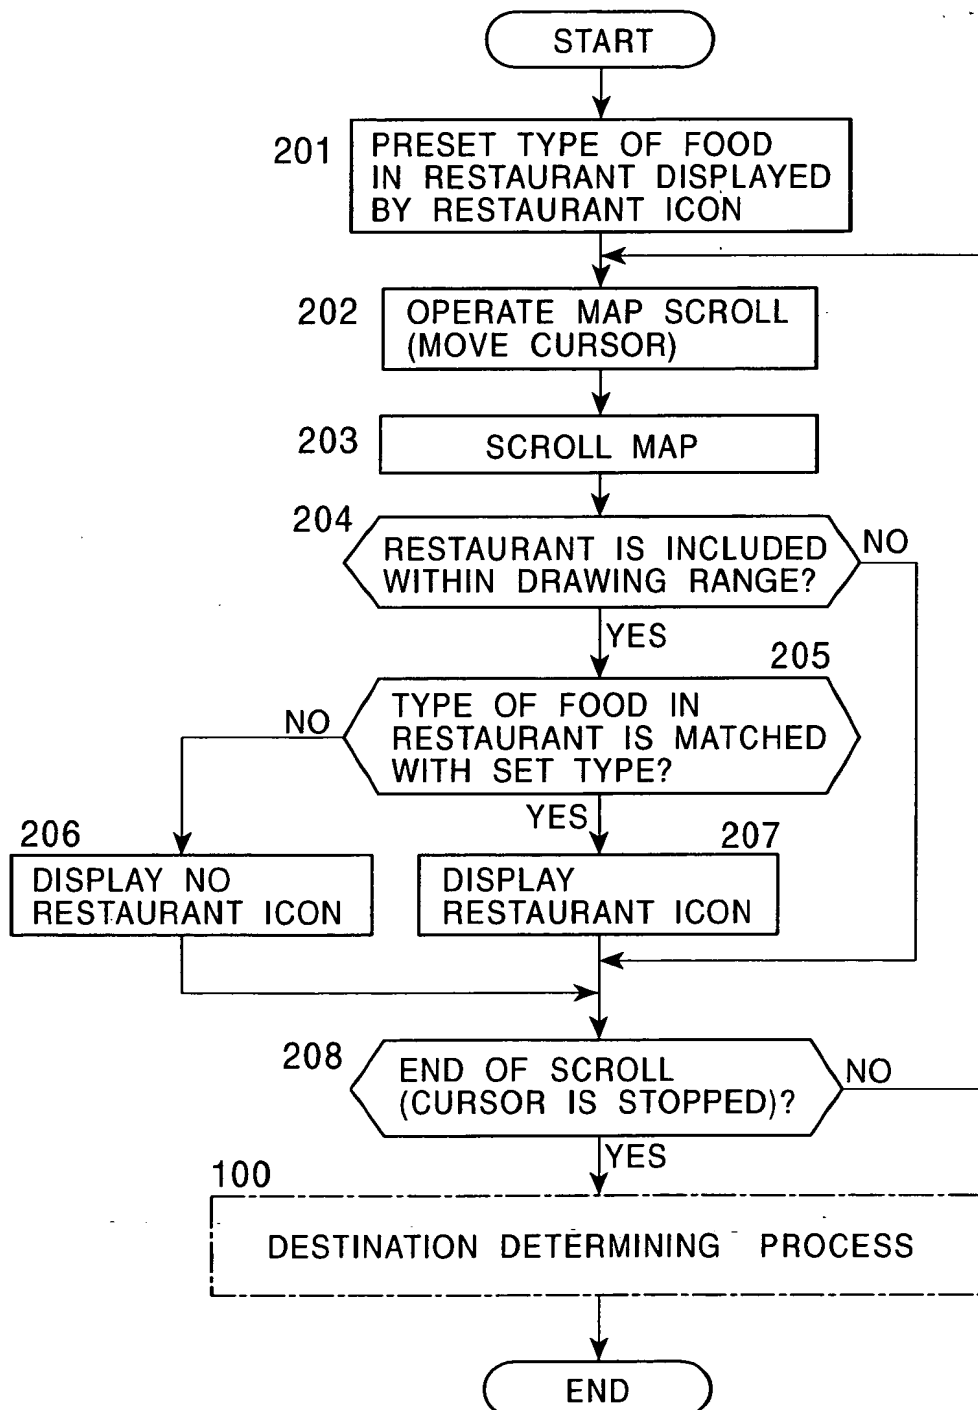 START
201
PRESET TYPE OF FOOD
IN RESTAURANT DISPLAYED
BY RESTAURANT ICON
202
OPERATE MAP SCROLL
(MOVE CURSOR)
203
SCROLL MAP
204
RESTAURANT IS INCLUDED
WITHIN DRAWING RANGE?
NO
YES
205
TYPE OF FOOD IN
RESTAURANT IS MATCHED
WITH SET TYPE?
NO
YES
206
DISPLAY NO
RESTAURANT ICON
207
DISPLAY
RESTAURANT ICON
208
END OF SCROLL
(CURSOR IS STOPPED)?
NO
YES
100
DESTINATION DETERMINING PROCESS
END